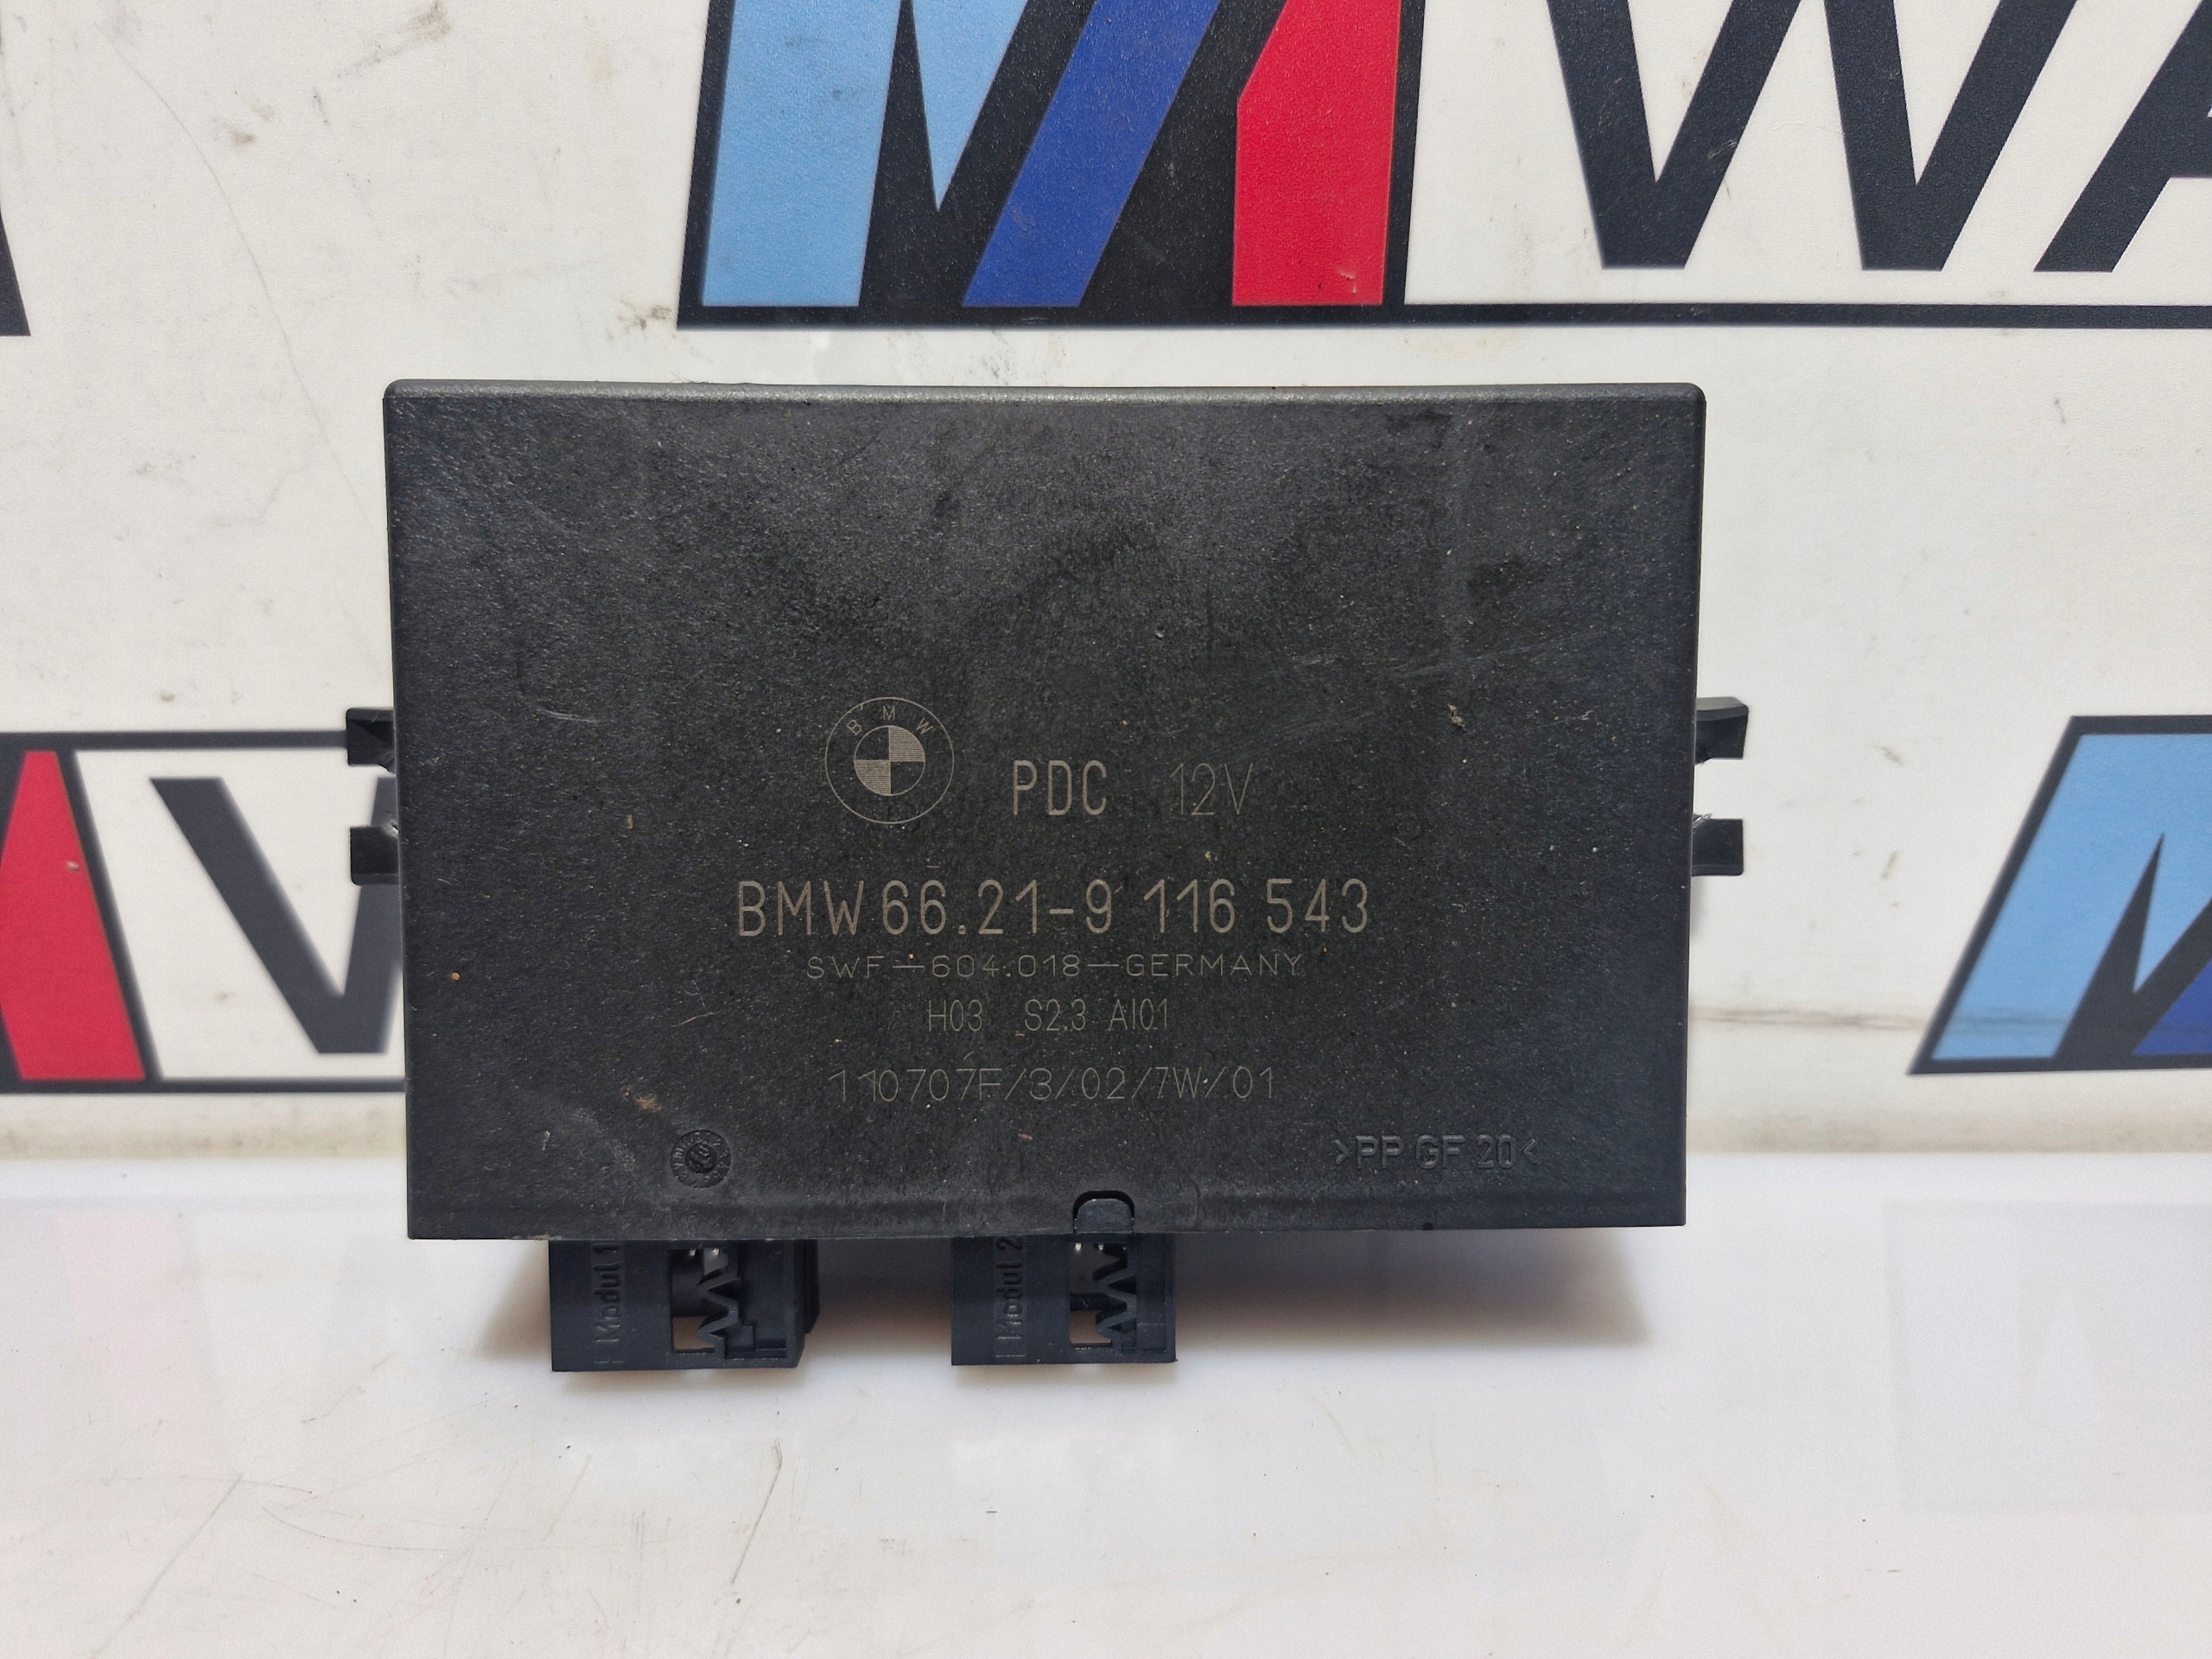 WA
BMW
PDC 12V
BMW 66.21-9 116 543
SWF-604.018-GERMANY
H03 S2.3 AI01
110707F/3/02/7W/01
>PP GF 20<
Modul 1
Modul 2